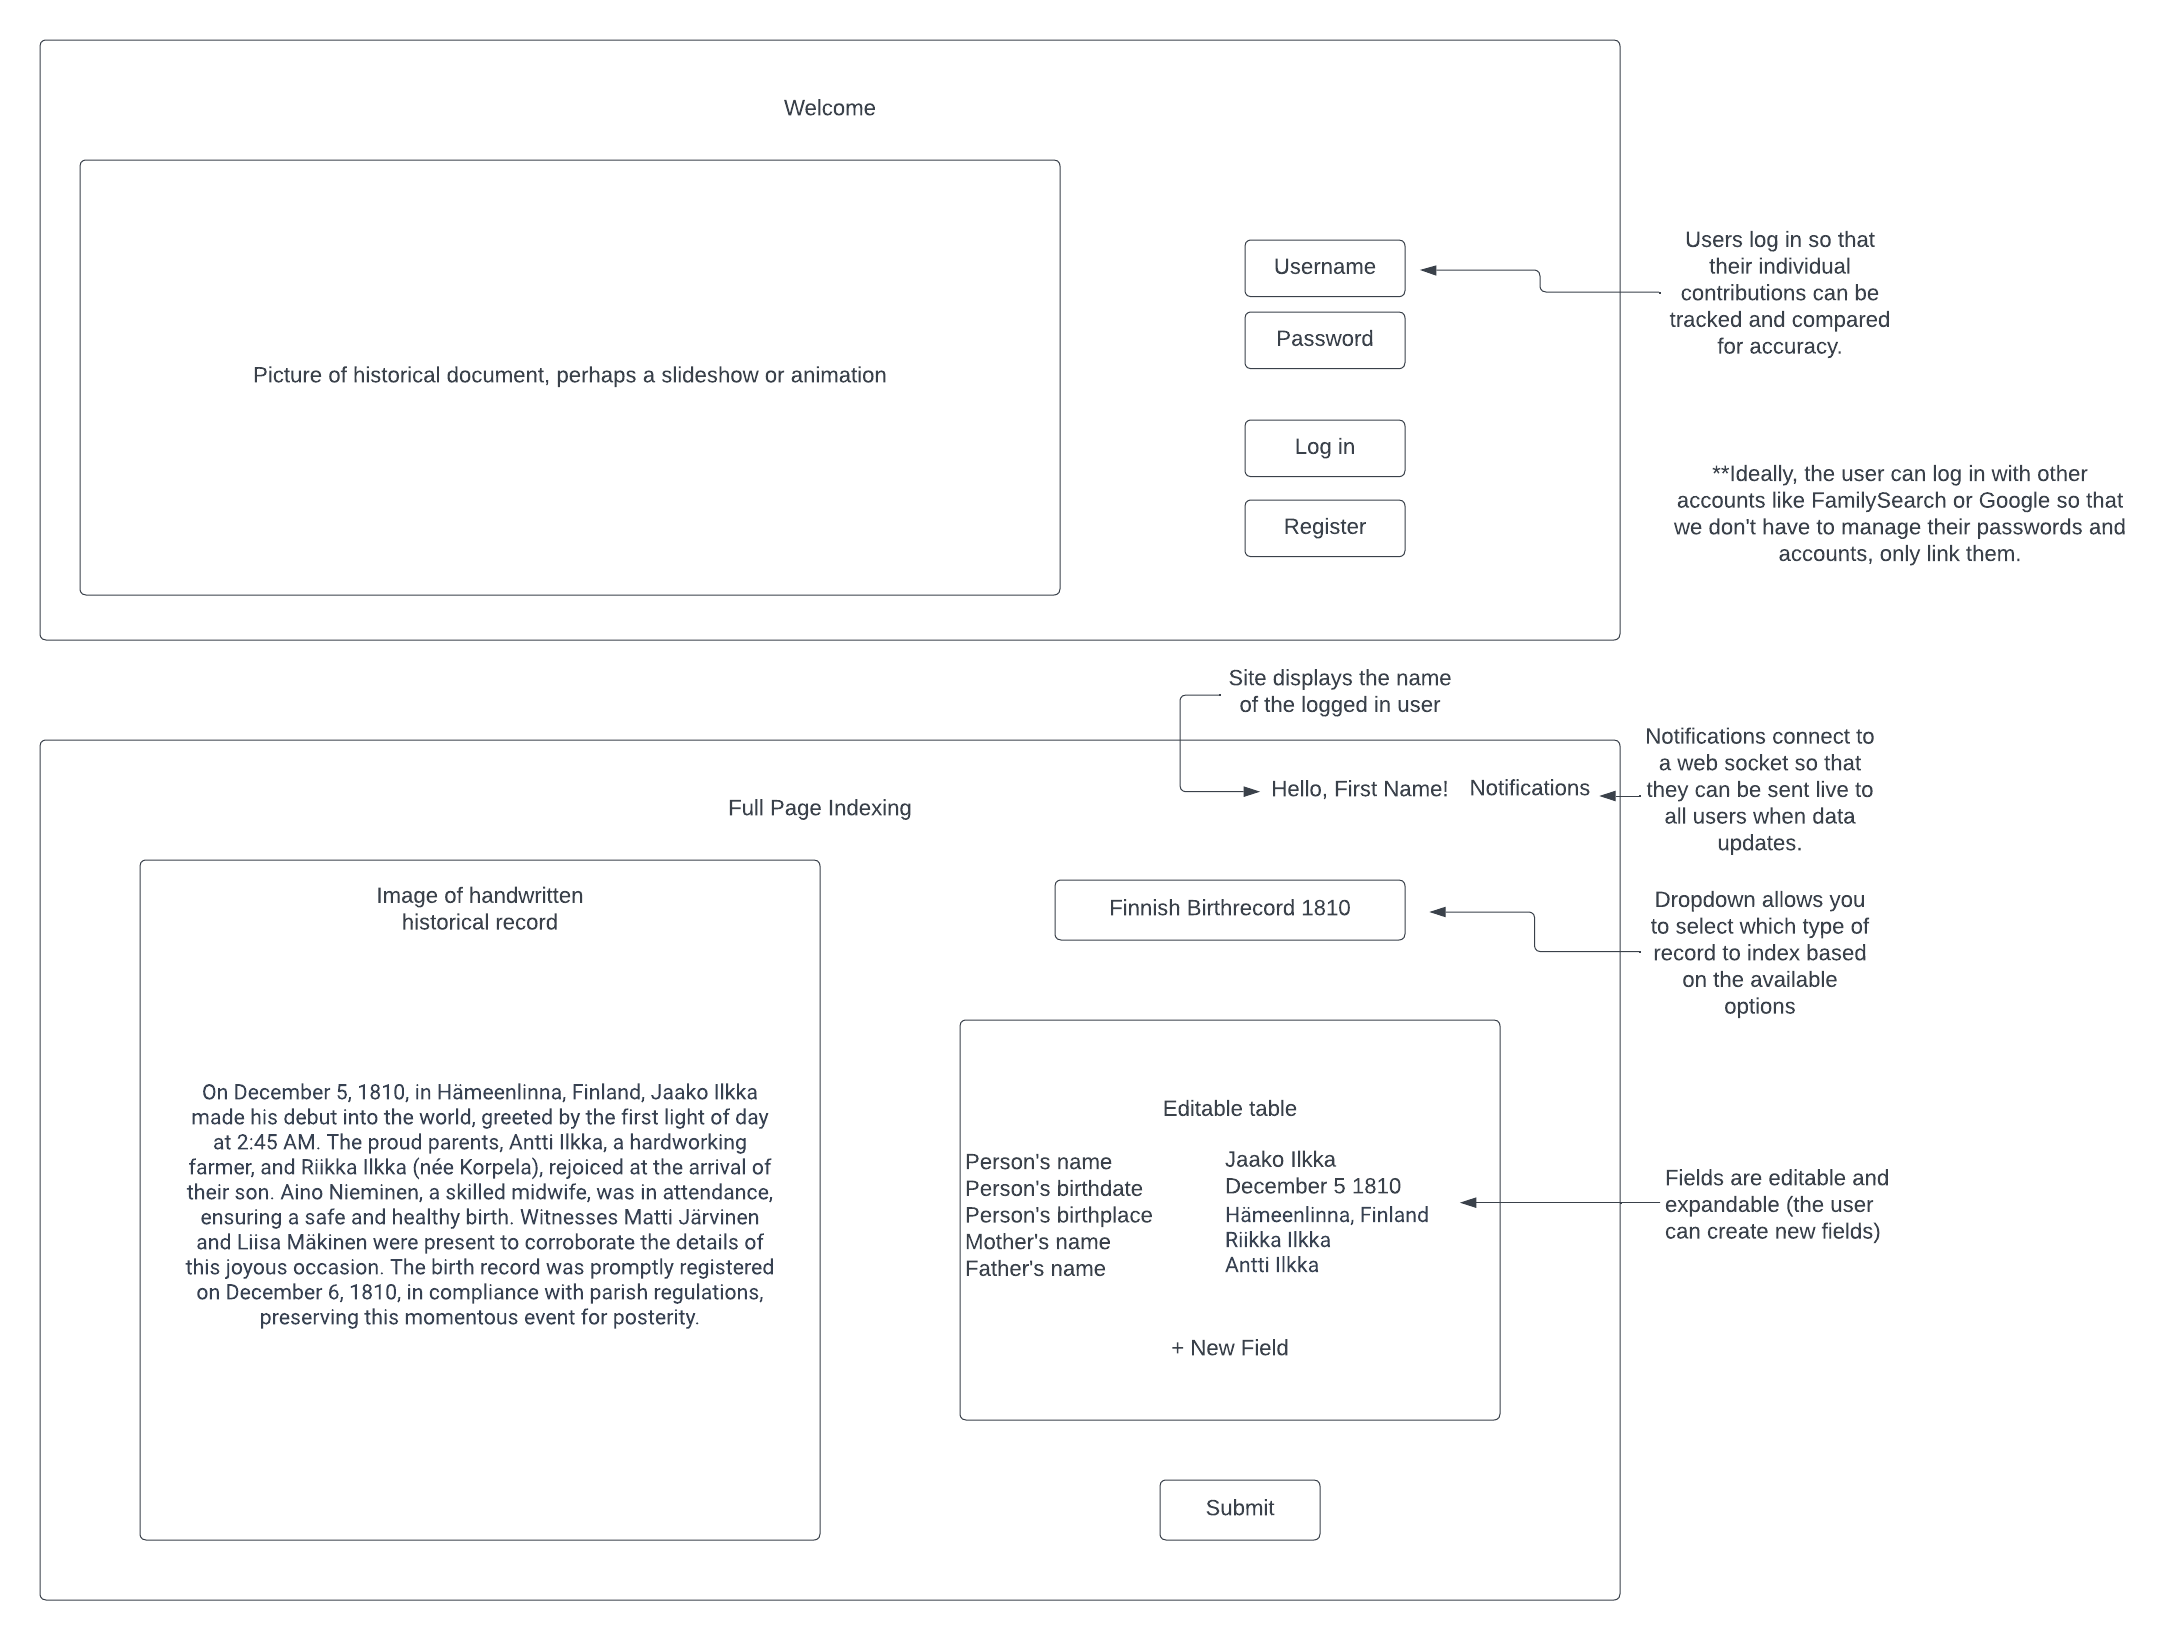 Welcome
Picture of historical document, perhaps a slideshow or animation
Username
Password
Log in
Register
Users log in so that
their individual
contributions can be
tracked and compared
for accuracy.
**Ideally, the user can log in with other
accounts like FamilySearch or Google so that
we don't have to manage their passwords and
accounts, only link them.
Site displays the name
of the logged in user
Hello, First Name!
Notifications
Notifications connect to
a web socket so that
they can be sent live to
all users when data
updates.
Full Page Indexing
Image of handwritten
historical record
On December 5, 1810, in Hämeenlinna, Finland, Jaako Ilkka
made his debut into the world, greeted by the first light of day
at 2:45 AM. The proud parents, Antti Ilkka, a hardworking
farmer, and Riikka Ilkka (née Korpela), rejoiced at the arrival of
their son. Aino Nieminen, a skilled midwife, was in attendance,
ensuring a safe and healthy birth. Witnesses Matti Järvinen
and Liisa Mäkinen were present to corroborate the details of
this joyous occasion. The birth record was promptly registered
on December 6, 1810, in compliance with parish regulations,
preserving this momentous event for posterity.
Finnish Birthrecord 1810
Dropdown allows you
to select which type of
record to index based
on the available
options
Editable table
Person's name Jaako Ilkka
Person's birthdate December 5 1810
Person's birthplace Hämeenlinna, Finland
Mother's name Riikka Ilkka
Father's name Antti Ilkka
+ New Field
Fields are editable and
expandable (the user
can create new fields)
Submit